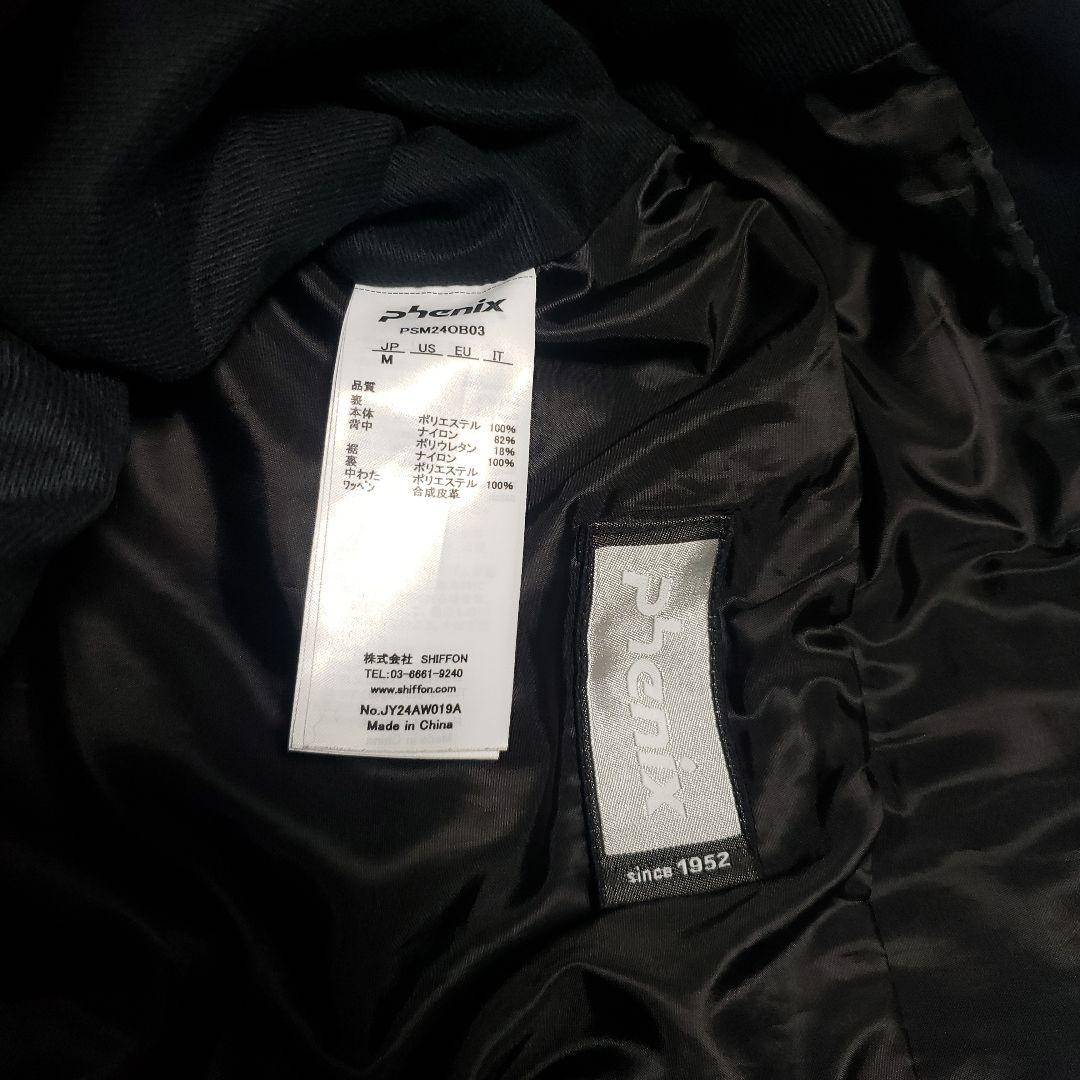 phenix
PSM24OB03
JP US EU IT
M
品質
表
本体 ポリエステル 100%
背中 ナイロン 82%
ポリウレタン 18%
裾 ナイロン 100%
裏 ポリエステル
中わた ポリエステル 100%
ワッペン 合成皮革
株式会社 SHIFFON
TEL:03-6661-9240
www.shiffon.com
No.JY24AW019A
Made in China
phenix
since 1952